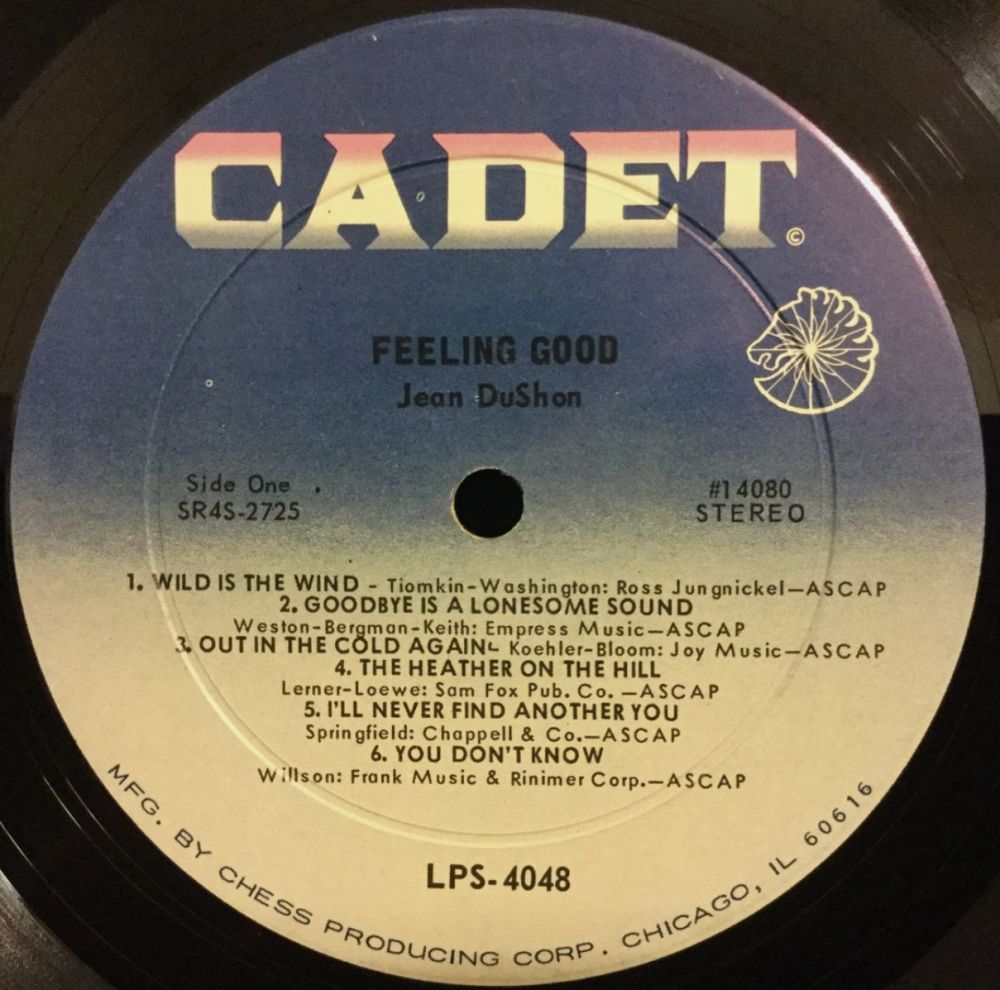 CADET
©
FEELING GOOD
Jean DuShon
Side One
SR4S-2725
#14080
STEREO
1. WILD IS THE WIND - Tiomkin-Washington: Ross Jungnickel—ASCAP
2. GOODBYE IS A LONESOME SOUND
Weston-Bergman-Keith: Empress Music—ASCAP
3. OUT IN THE COLD AGAIN- Koehler-Bloom: Joy Music—ASCAP
4. THE HEATHER ON THE HILL
Lerner-Loewe: Sam Fox Pub. Co. —ASCAP
5. I'LL NEVER FIND ANOTHER YOU
Springfield: Chappell & Co.—ASCAP
6. YOU DON'T KNOW
Willson: Frank Music & Rinimer Corp.—ASCAP
LPS-4048
MFG. BY CHESS PRODUCING CORP. CHICAGO, IL 60616